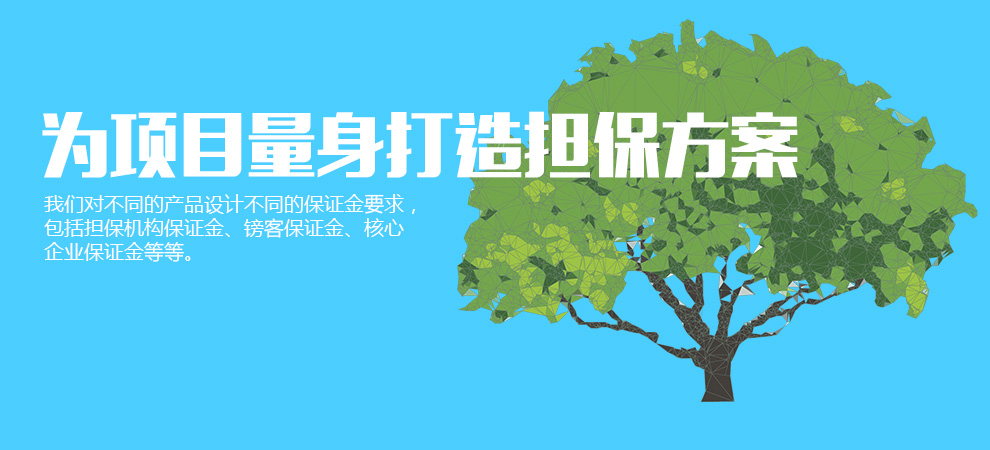 为项目量身打造担保方案
我们对不同的产品设计不同的保证金要求，
包括担保机构保证金、镑客保证金、核心
企业保证金等等。